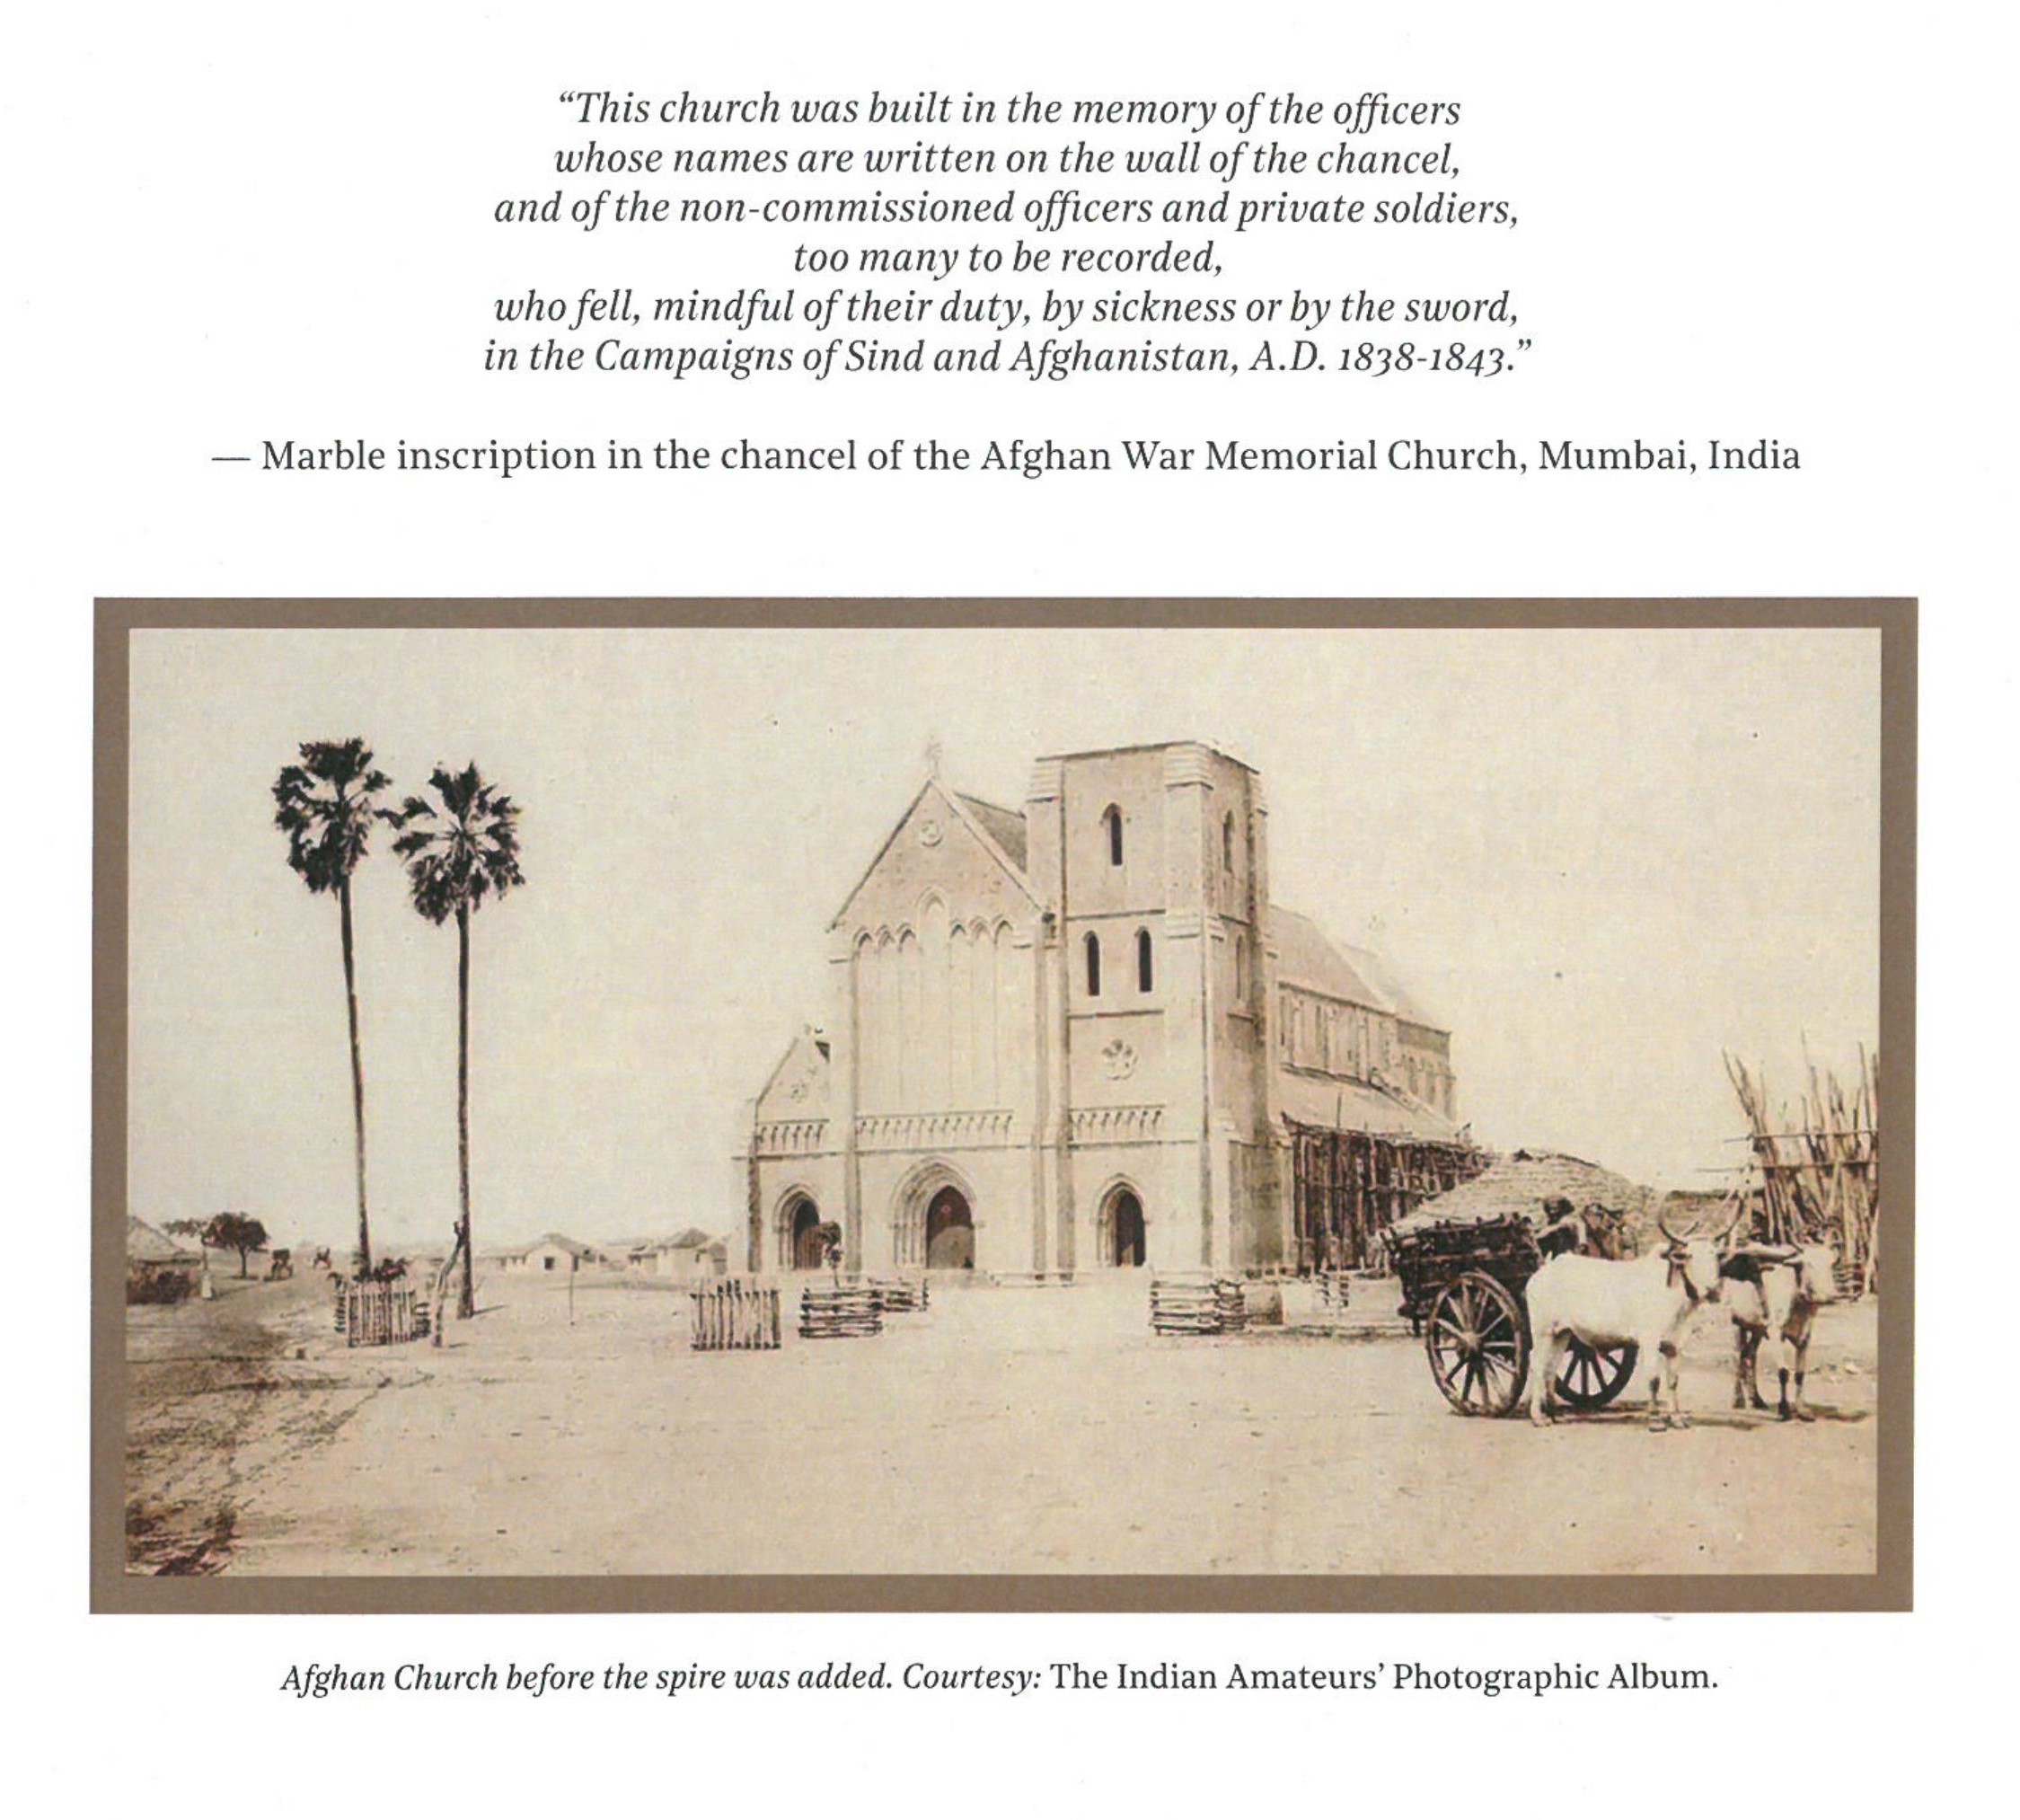 “This church was built in the memory of the officers
whose names are written on the wall of the chancel,
and of the non-commissioned officers and private soldiers,
too many to be recorded,
who fell, mindful of their duty, by sickness or by the sword,
in the Campaigns of Sind and Afghanistan, A.D. 1838-1843.”
— Marble inscription in the chancel of the Afghan War Memorial Church, Mumbai, India
Afghan Church before the spire was added. Courtesy: The Indian Amateurs’ Photographic Album.